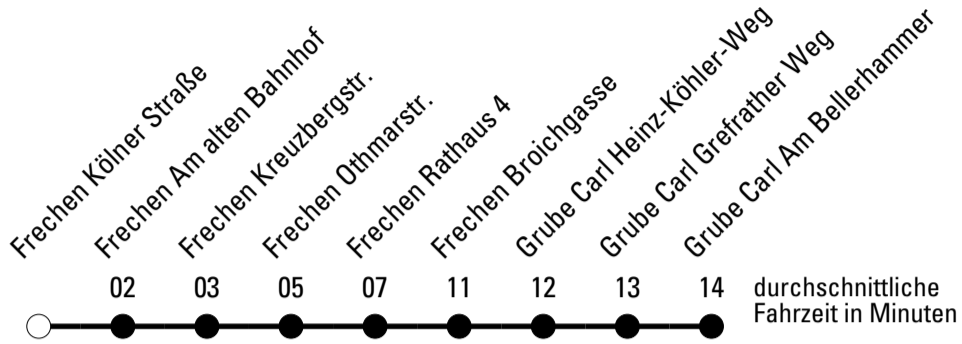 Frechen Kölner Straße
Frechen Am alten Bahnhof
Frechen Kreuzbergstr.
Frechen Othmarstr.
Frechen Rathaus 4
Frechen Broichgasse
Grube Carl Heinz-Köhler-Weg
Grube Carl Grefrather Weg
Grube Carl Am Bellerhammer
02 03 05 07 11 12 13 14
durchschnittliche
Fahrzeit in Minuten